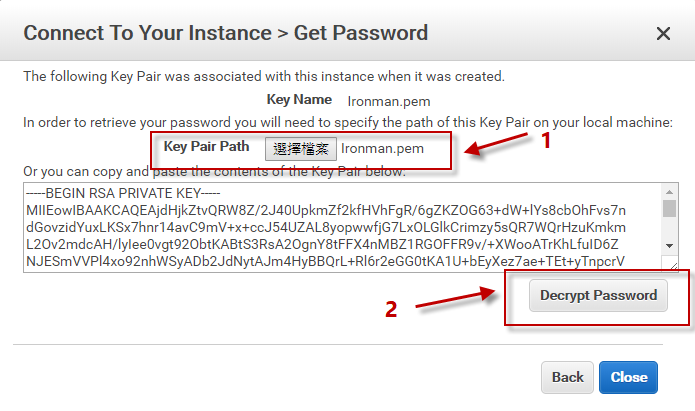 Connect To Your Instance > Get Password
The following Key Pair was associated with this instance when it was created.
Key Name Ironman.pem
In order to retrieve your password you will need to specify the path of this Key Pair on your local machine:
Key Pair Path 選擇檔案 Ironman.pem
1
Or you can copy and paste the contents of the Key Pair below:
-----BEGIN RSA PRIVATE KEY-----
MIIEowIBAAKCAQEAjdHjkZtvQRW8Z/2J40UpkmZf2kfHVhFgR/6gZKZOG63+dW+lYs8cbOhFvs7n
dGovzidYuxLKSx7hnr14avC9mV+x+ccJ54UZAL8yopwwfjG7LxOLGlkCrimzy5sQR7WQrHzuKmkm
L2Ov2mdcAH/lyIee0vgt92ObtKABtS3RsA2OgnY8tFFX4nMBZ1RGOFFR9v/+XWooATrKhLfuID6Z
NJESmVVPl4xo92nhWSyADb2JdNytAJm4HyBBQrL+Rl6r2eGG0tKA1U+bEyXez7ae+TEt+yTnpcrV
2
Decrypt Password
Back
Close